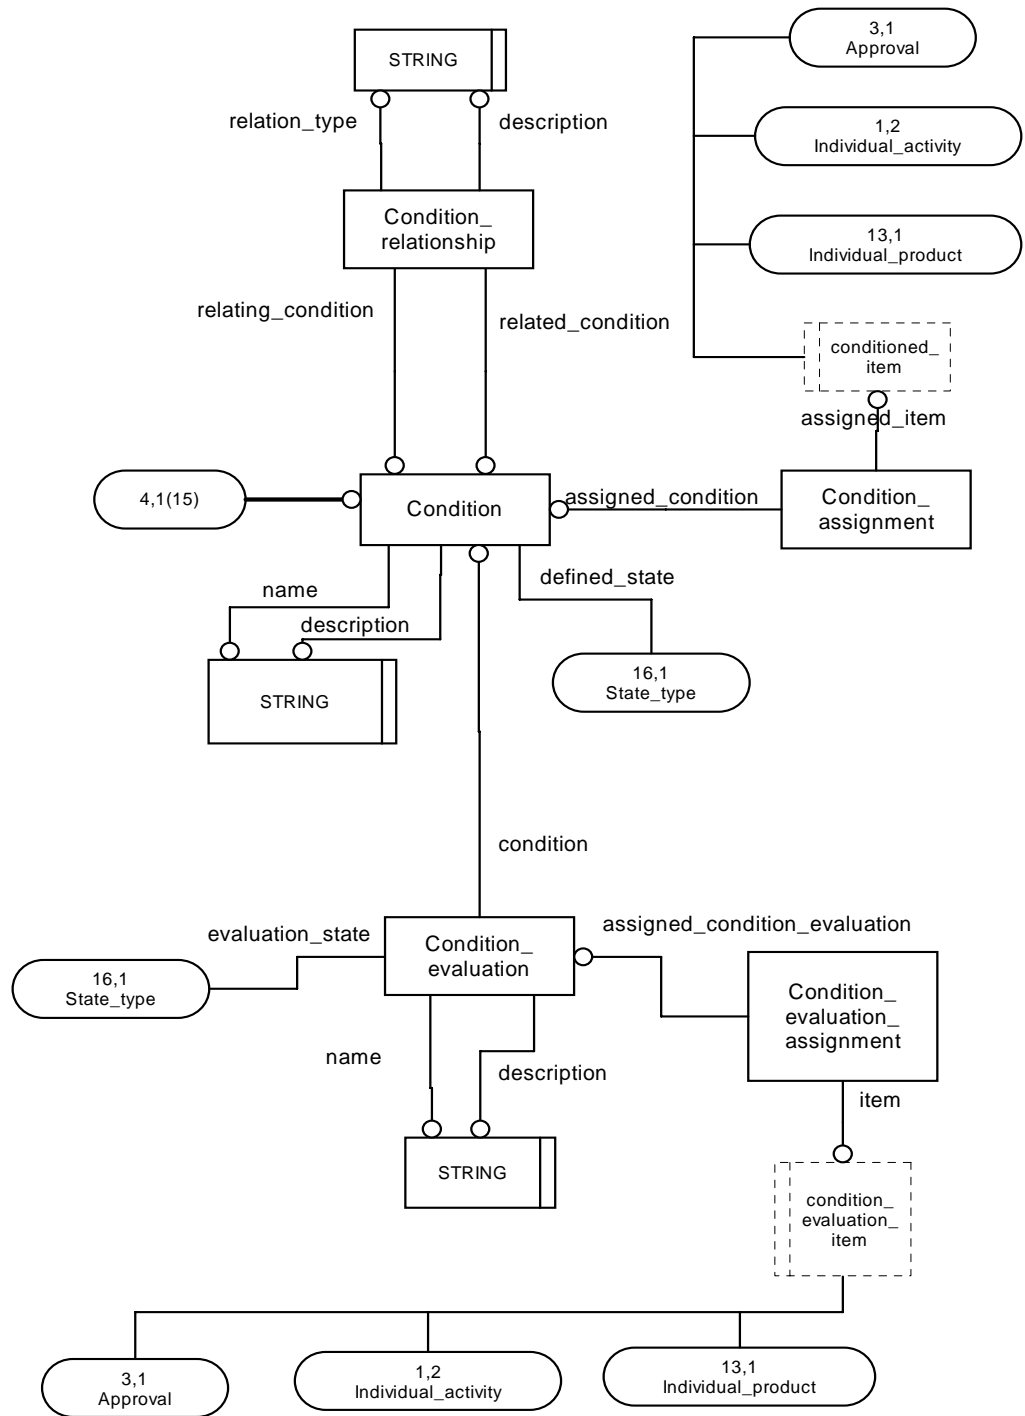 3,1
Approval
STRING
relation_type
description
1,2
Individual_activity
Condition_
relationship
13,1
Individual_product
relating_condition
related_condition
conditioned_
item
assigned_item
4,1(15)
Condition
assigned_condition
Condition_
assignment
name
description
defined_state
STRING
16,1
State_type
condition
evaluation_state
Condition_
evaluation
assigned_condition_evaluation
16,1
State_type
Condition_
evaluation_
assignment
name
description
item
STRING
condition_
evaluation_
item
3,1
Approval
1,2
Individual_activity
13,1
Individual_product